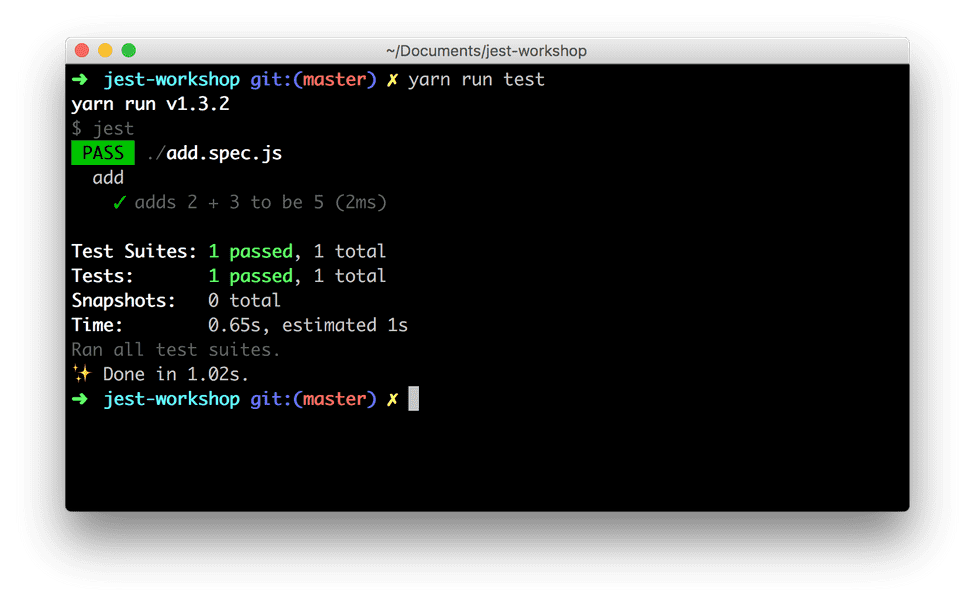 ~/Documents/jest-workshop
➜ jest-workshop git:(master) ✗ yarn run test
yarn run v1.3.2
$ jest
PASS ./add.spec.js
add
✓ adds 2 + 3 to be 5 (2ms)
Test Suites: 1 passed, 1 total
Tests: 1 passed, 1 total
Snapshots: 0 total
Time: 0.65s, estimated 1s
Ran all test suites.
✨ Done in 1.02s.
➜ jest-workshop git:(master) ✗